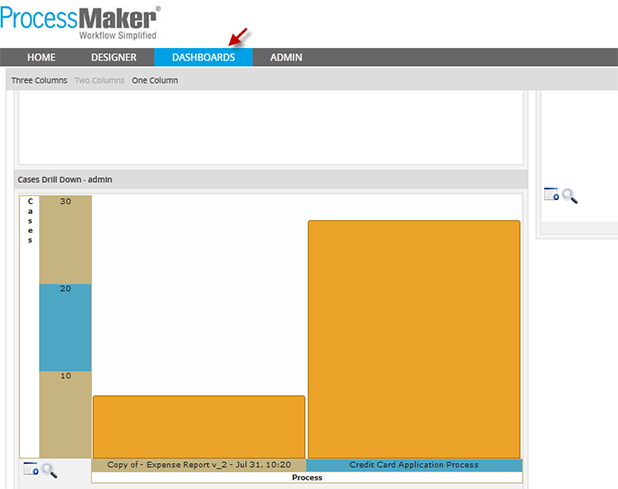 ProcessMaker®
Workflow Simplified
HOME DESIGNER DASHBOARDS ADMIN
Three Columns Two Columns One Column
Cases Drill Down - admin
Cases
30
20
10
Copy of - Expense Report v_2 - Jul 31, 10:20 Credit Card Application Process
Process